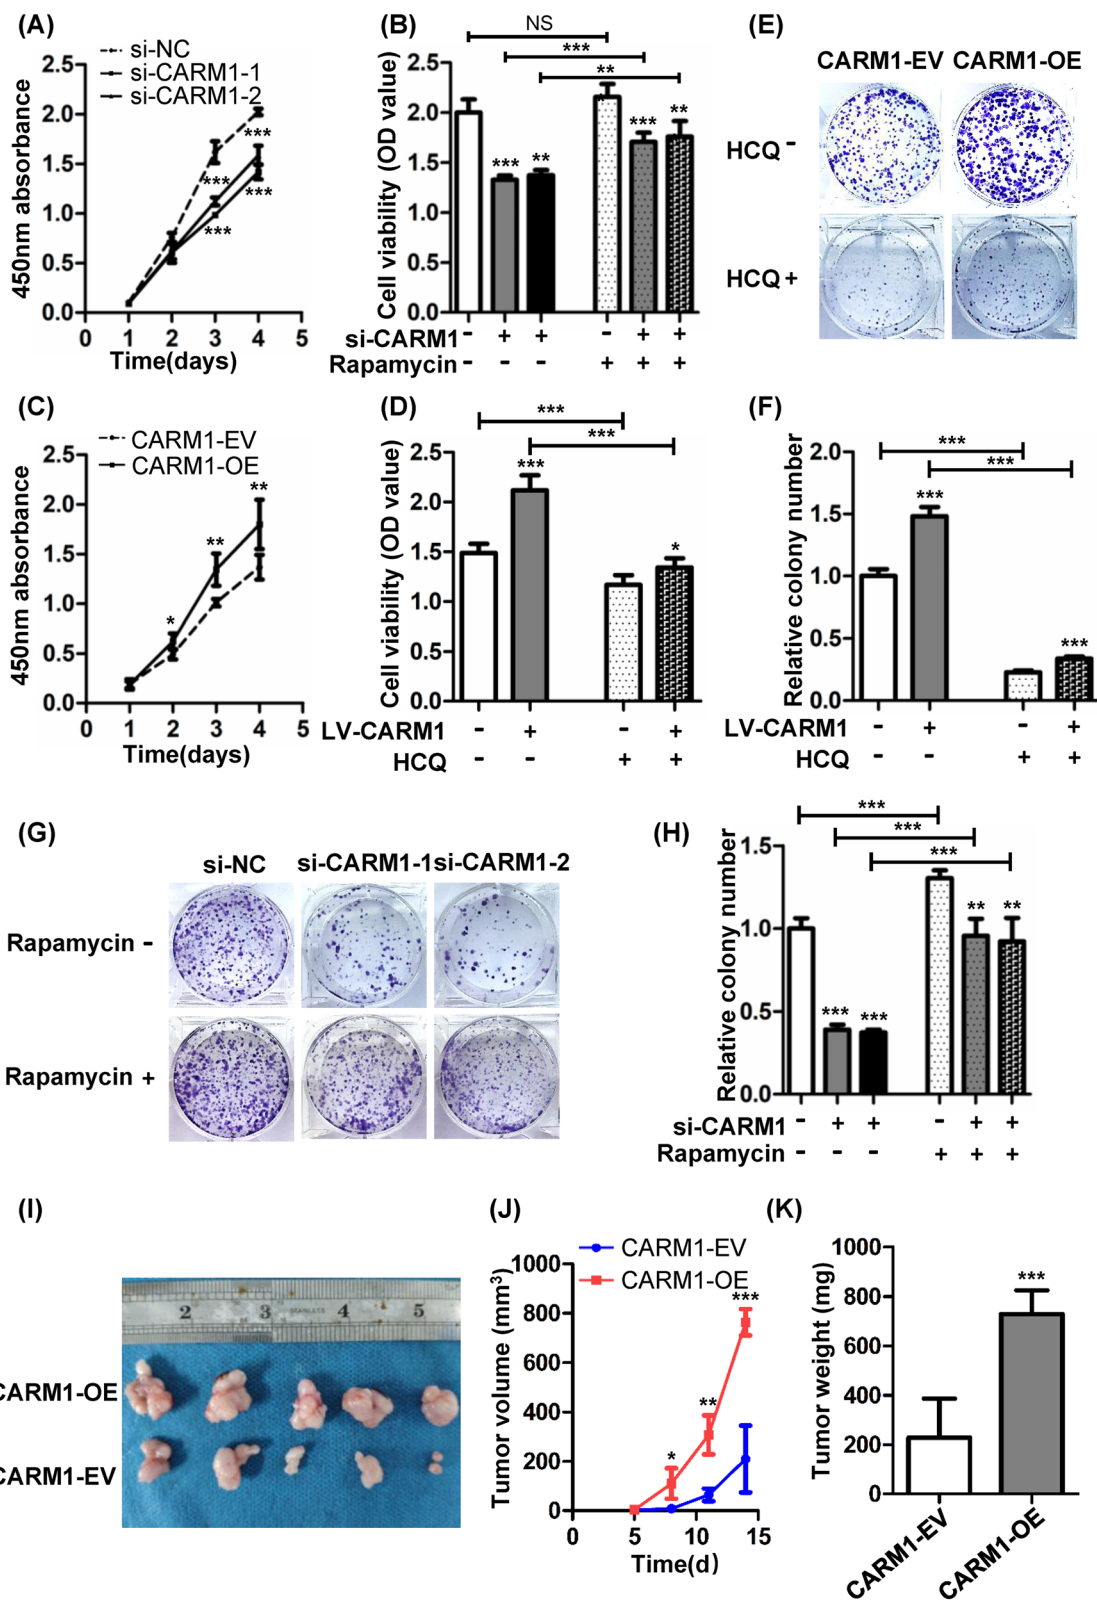 (A)
si-NC
si-CARM1-1
si-CARM1-2
450nm absorbance
2.5
2.0
1.5
1.0
0.5
0.0
***
***
***
***
0 1 2 3 4 5
Time(days)
(B)
NS
***
**
Cell viability (OD value)
2.5
2.0
1.5
1.0
0.5
0.0
*** ** *** **
si-CARM1 - + + - + +
Rapamycin - - - + + +
(E)
CARM1-EV CARM1-OE
HCQ -
HCQ +
(C)
CARM1-EV
CARM1-OE
450nm absorbance
2.5
2.0
1.5
1.0
0.5
0.0
* ** **
0 1 2 3 4 5
Time(days)
(D)
***
***
Cell viability (OD value)
2.5
2.0
1.5
1.0
0.5
0.0
*** *
LV-CARM1 - + - +
HCQ - - + +
(F)
***
***
Relative colony number
2.0
1.5
1.0
0.5
0.0
*** ***
LV-CARM1 - + - +
HCQ - - + +
(G)
si-NC si-CARM1-1 si-CARM1-2
Rapamycin -
Rapamycin +
(H)
***
***
***
Relative colony number
1.5
1.0
0.5
0.0
*** *** ** **
si-CARM1 - + + - + +
Rapamycin - - - + + +
(I)
2 3 4 5
STAINLESS
CARM1-OE
CARM1-EV
(J)
CARM1-EV
CARM1-OE
Tumor volume (mm³)
1000
800
600
400
200
0
* ** ***
0 5 10 15
Time(d)
(K)
Tumor weight (mg)
1000
800
600
400
200
0
***
CARM1-EV
CARM1-OE